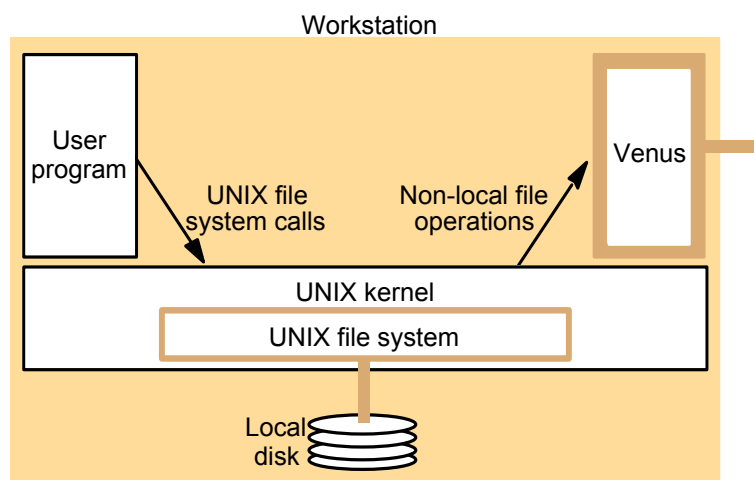 Workstation
User
program
Venus
UNIX file
system calls
Non-local file
operations
UNIX kernel
UNIX file system
Local
disk